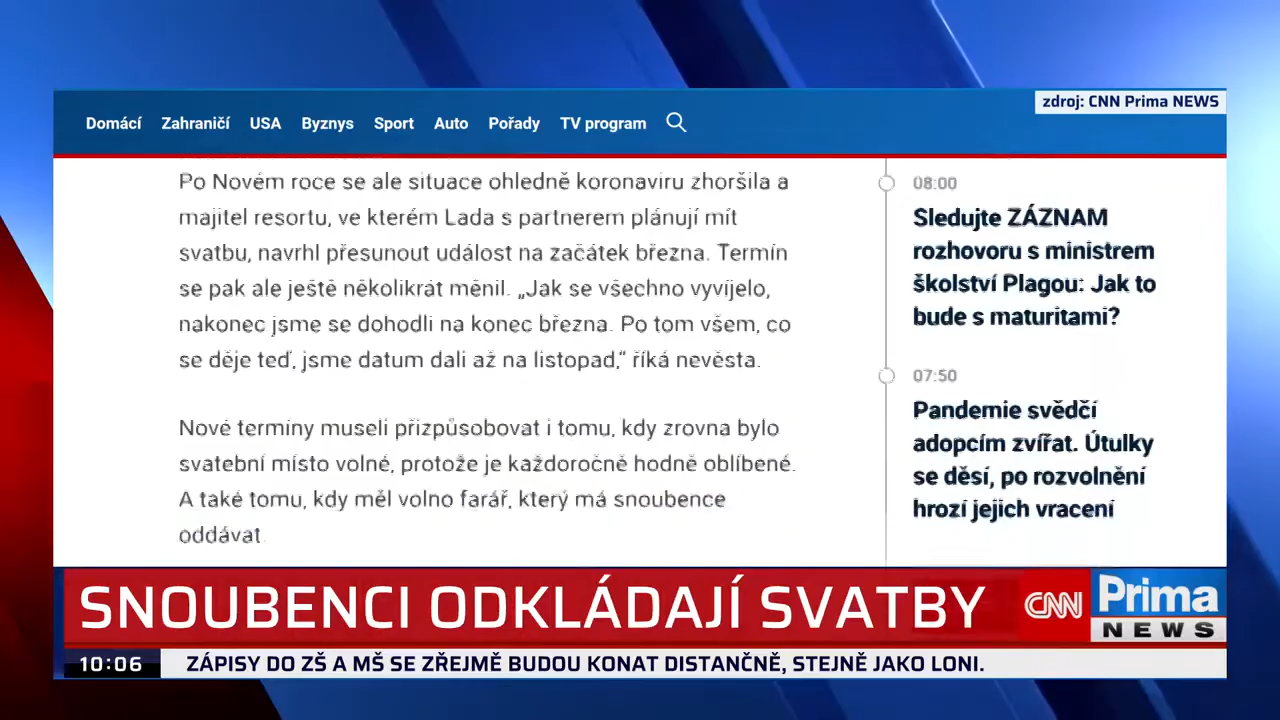 zdroj: CNN Prima NEWS
Domácí Zahraničí USA Byznys Sport Auto Pořady TV program
Po Novém roce se ale situace ohledně koronaviru zhoršila a
majitel resortu, ve kterém Lada s partnerem plánují mít
svatbu, navrhl přesunout událost na začátek března. Termín
se pak ale ještě několikrát měnil. „Jak se všechno vyvíjelo,
nakonec jsme se dohodli na konec března. Po tom všem, co
se děje teď, jsme datum dali až na listopad,“ říká nevěsta.
Nové termíny museli přizpůsobovat i tomu, kdy zrovna bylo
svatební místo volné, protože je každoročně hodně oblíbené.
A také tomu, kdy měl volno farář, který má snoubence
oddávat.
08:00
Sledujte ZÁZNAM
rozhovoru s ministrem
školství Plagou: Jak to
bude s maturitami?
07:50
Pandemie svědčí
adopcím zvířat. Útulky
se děsí, po rozvolnění
hrozí jejich vracení
SNOUBENCI ODKLÁDAJÍ SVATBY
CNN Prima
NEWS
10:06 ZÁPISY DO ZŠ A MŠ SE ZŘEJMĚ BUDOU KONAT DISTANČNĚ, STEJNĚ JAKO LONI.